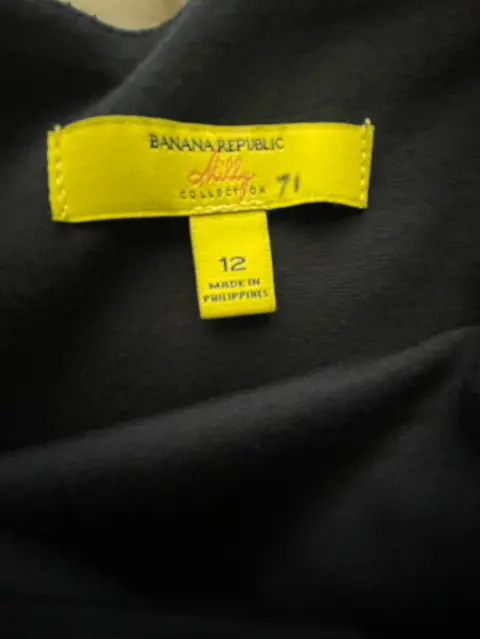 BANANA REPUBLIC
Milly
COLLECTION 71
12
MADE IN
PHILIPPINES